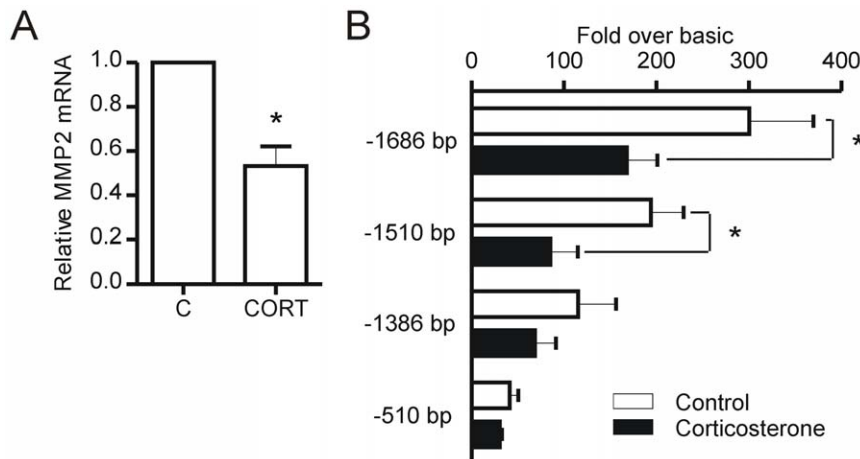 A
Relative MMP2 mRNA
1.0
0.8
0.6
0.4
0.2
0.0
*
C CORT
B
Fold over basic
0 100 200 300 400
-1686 bp
*
-1510 bp
*
-1386 bp
-510 bp
Control
Corticosterone